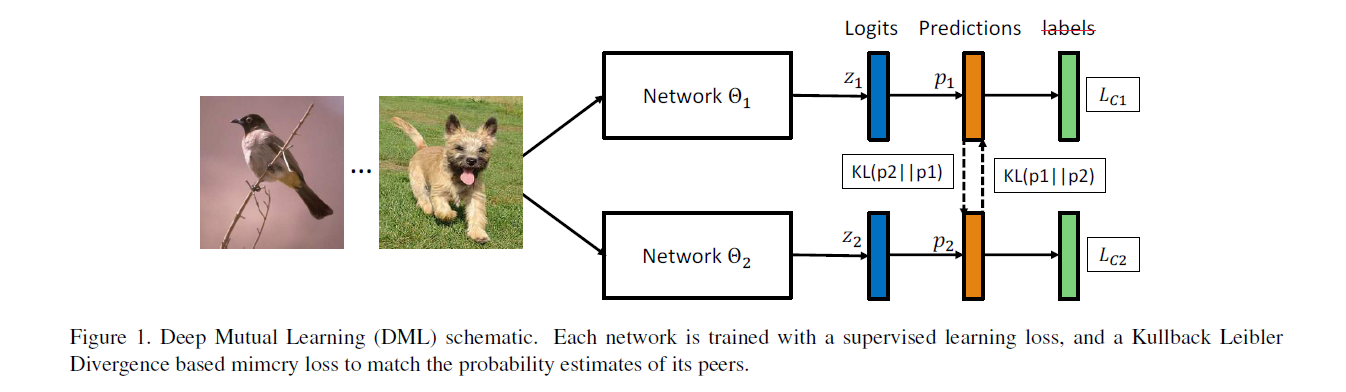 Logits Predictions labels
Network Θ1 z1 p1 LC1
...
KL(p2||p1) KL(p1||p2)
Network Θ2 z2 p2 LC2
Figure 1. Deep Mutual Learning (DML) schematic. Each network is trained with a supervised learning loss, and a Kullback Leibler
Divergence based mimcry loss to match the probability estimates of its peers.